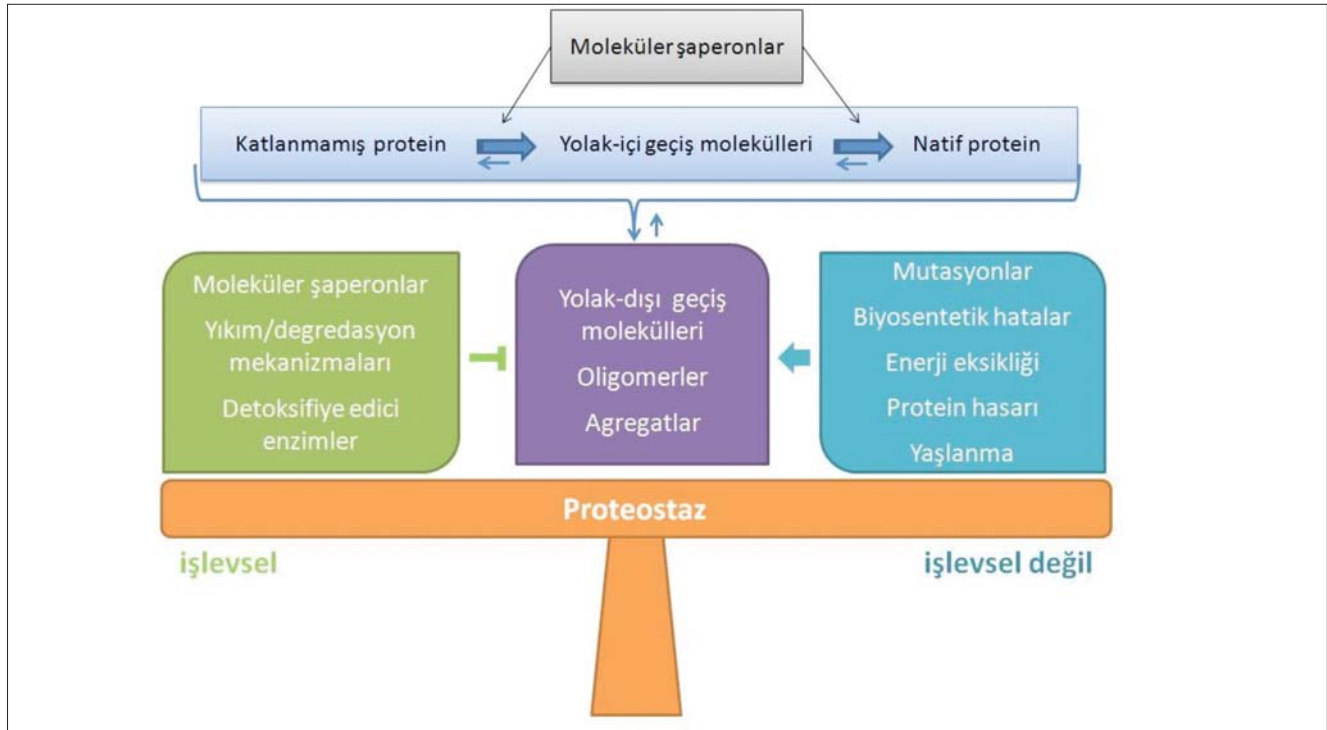 Moleküler şaperonlar
Katlanmamış protein
Yolak-içi geçiş molekülleri
Natif protein
Moleküler şaperonlar
Yıkım/degredasyon
mekanizmaları
Detoksifiye edici
enzimler
Yolak-dışı geçiş
molekülleri
Oligomerler
Agregatlar
Mutasyonlar
Biyosentetik hatalar
Enerji eksikliği
Protein hasarı
Yaşlanma
Proteostaz
işlevsel
işlevsel değil